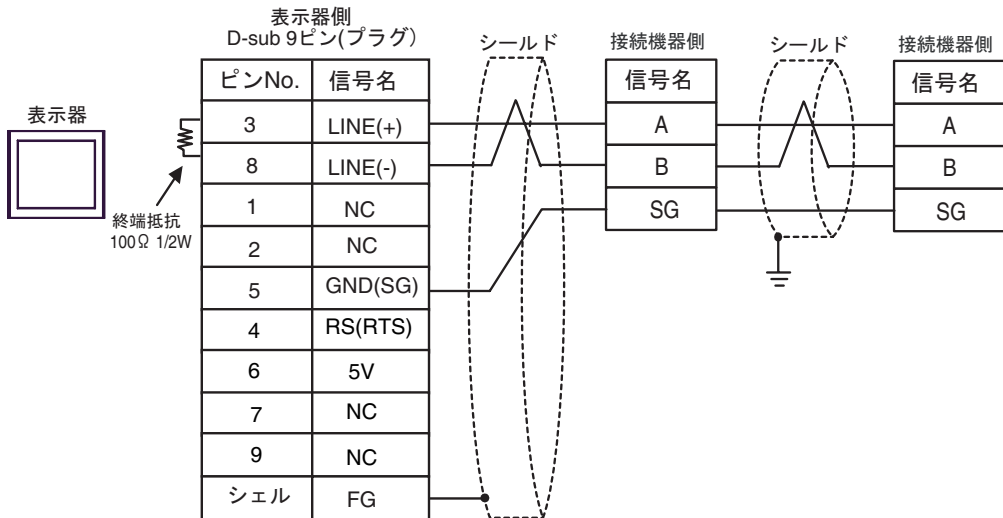 表示器側
D-sub 9ピン(プラグ)
シールド
接続機器側
シールド
接続機器側
ピンNo. 信号名
信号名
信号名
表示器
3 LINE(+)
A
A
8 LINE(-)
B
B
終端抵抗
100Ω 1/2W
1 NC
SG
SG
2 NC
5 GND(SG)
4 RS(RTS)
6 5V
7 NC
9 NC
シェル FG